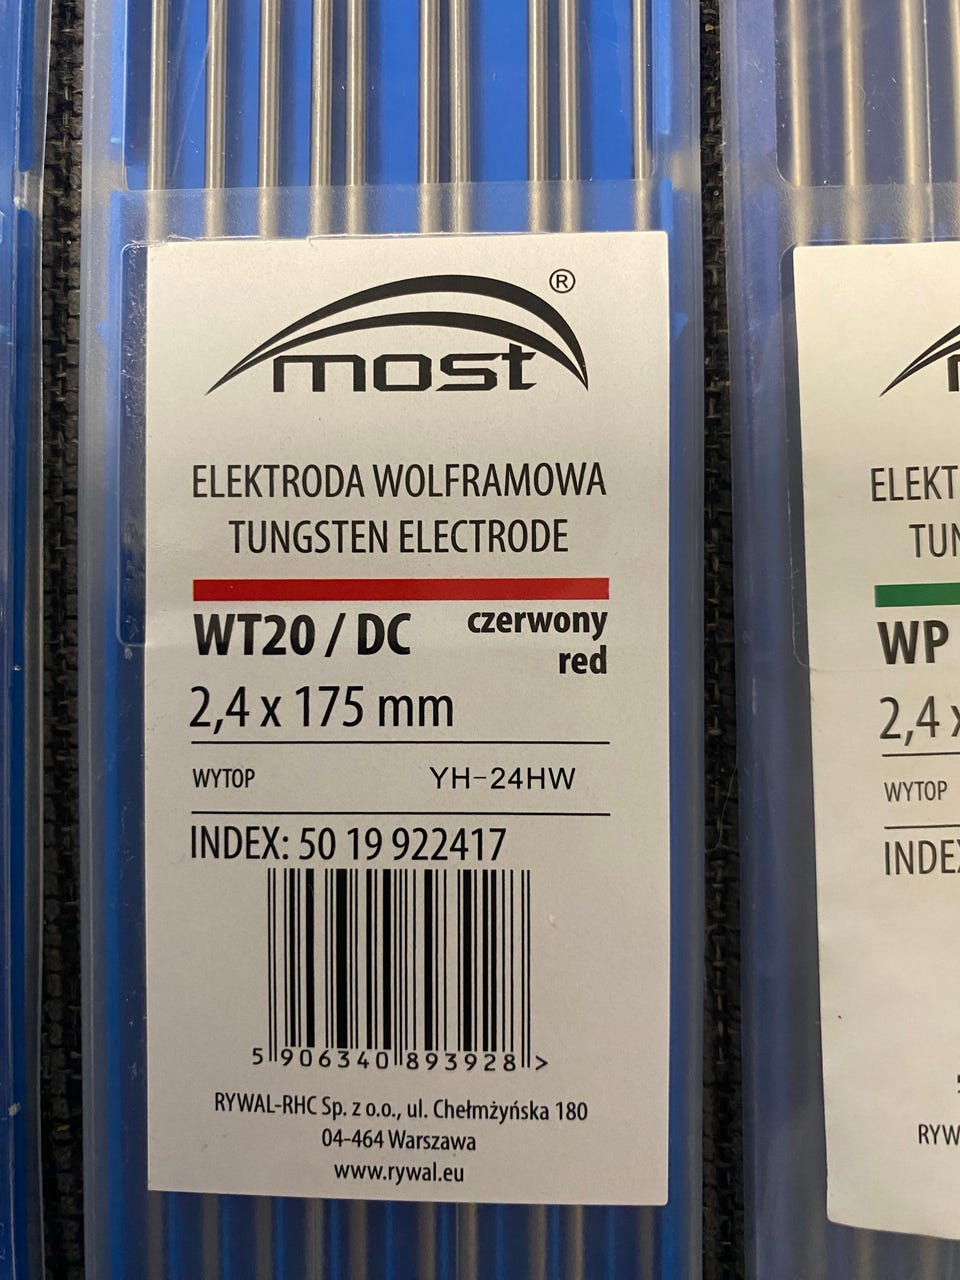 most®
ELEKTRODA WOLFRAMOWA
TUNGSTEN ELECTRODE
WT20 / DC
czerwony
red
2,4 x 175 mm
WYTOP YH-24HW
INDEX: 50 19 922417
5 906340 893928 >
RYWAL-RHC Sp. z o.o., ul. Chełmżyńska 180
04-464 Warszawa
www.rywal.eu
ELEKT
TUN
WP
2,4 x
WYTOP
INDEX
RYW